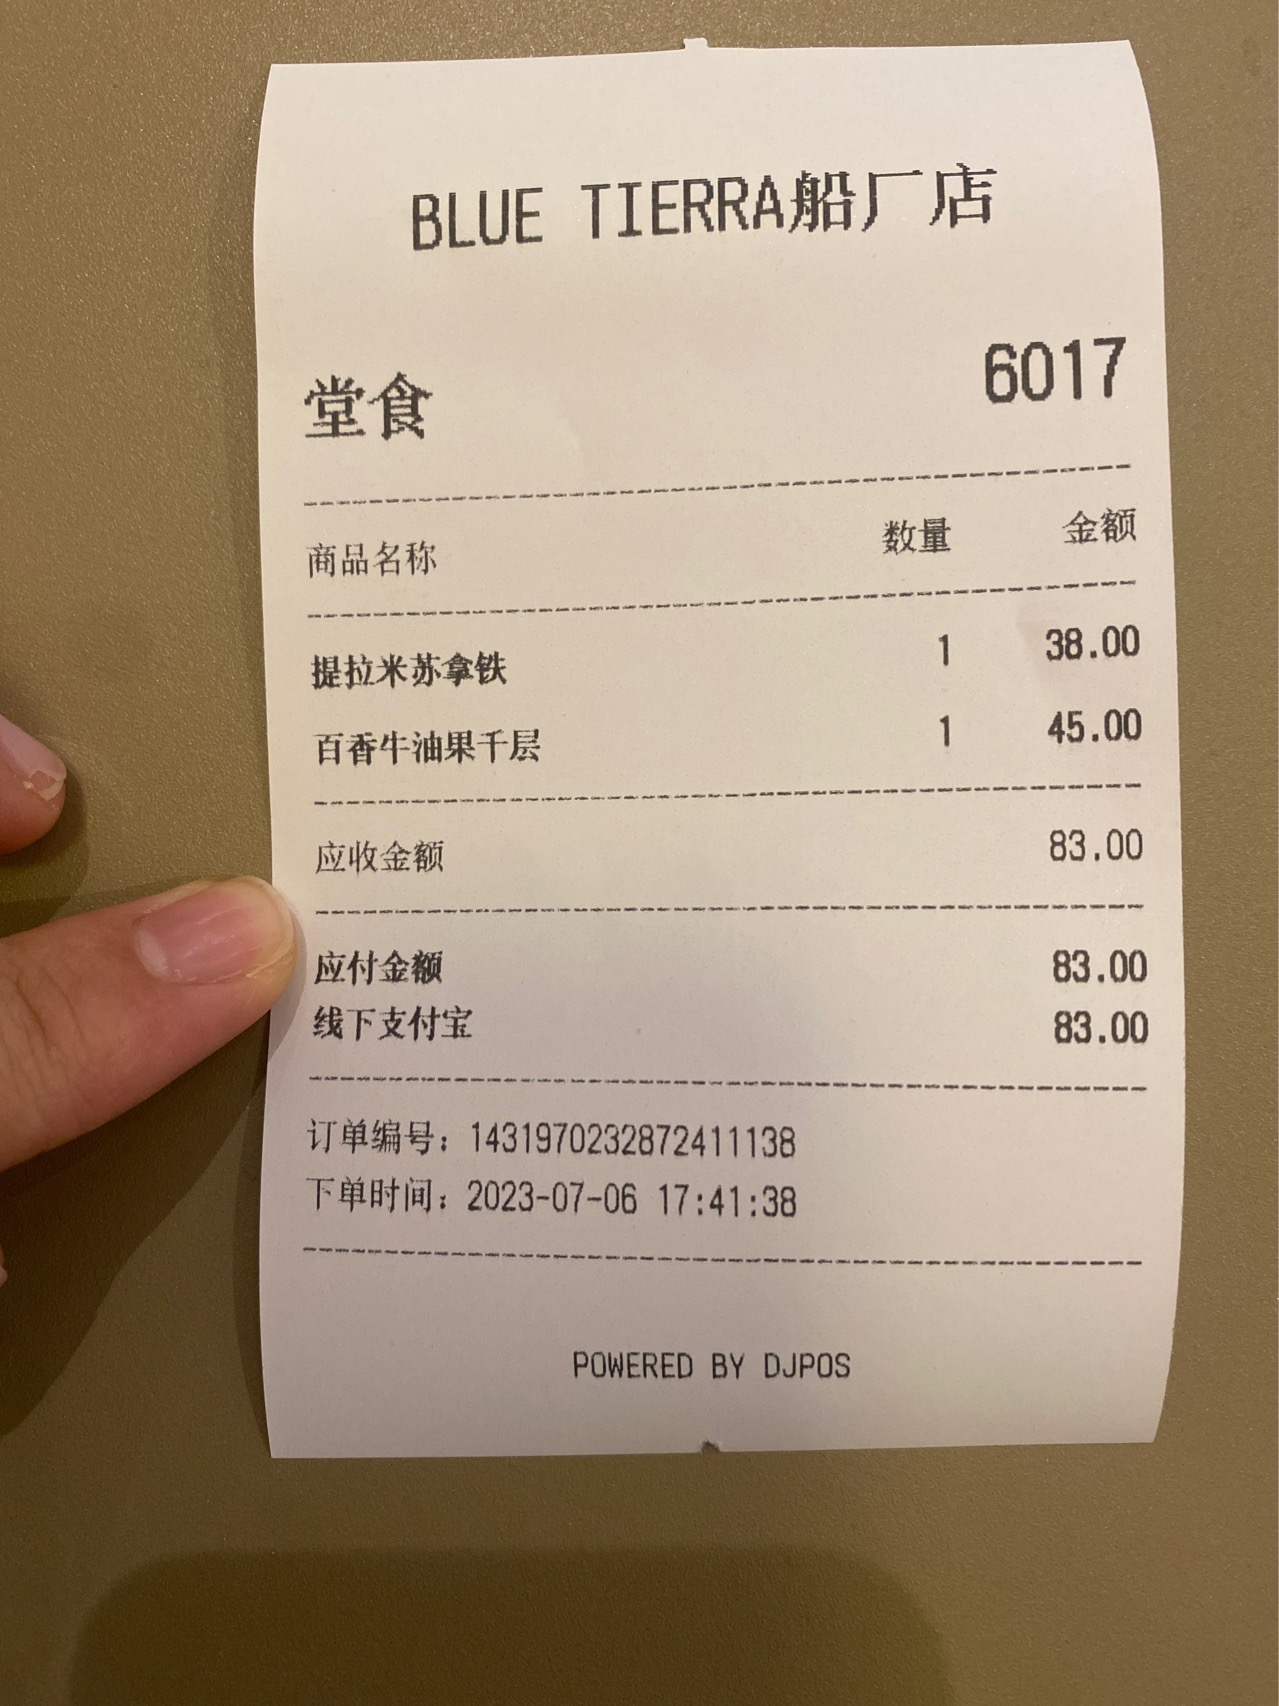 BLUE TIERRA船厂店
堂食 6017
商品名称 数量 金额
提拉米苏拿铁 1 38.00
百香牛油果千层 1 45.00
应收金额 83.00
应付金额 83.00
线下支付宝 83.00
订单编号：1431970232872411138
下单时间：2023-07-06 17:41:38
POWERED BY DJPOS